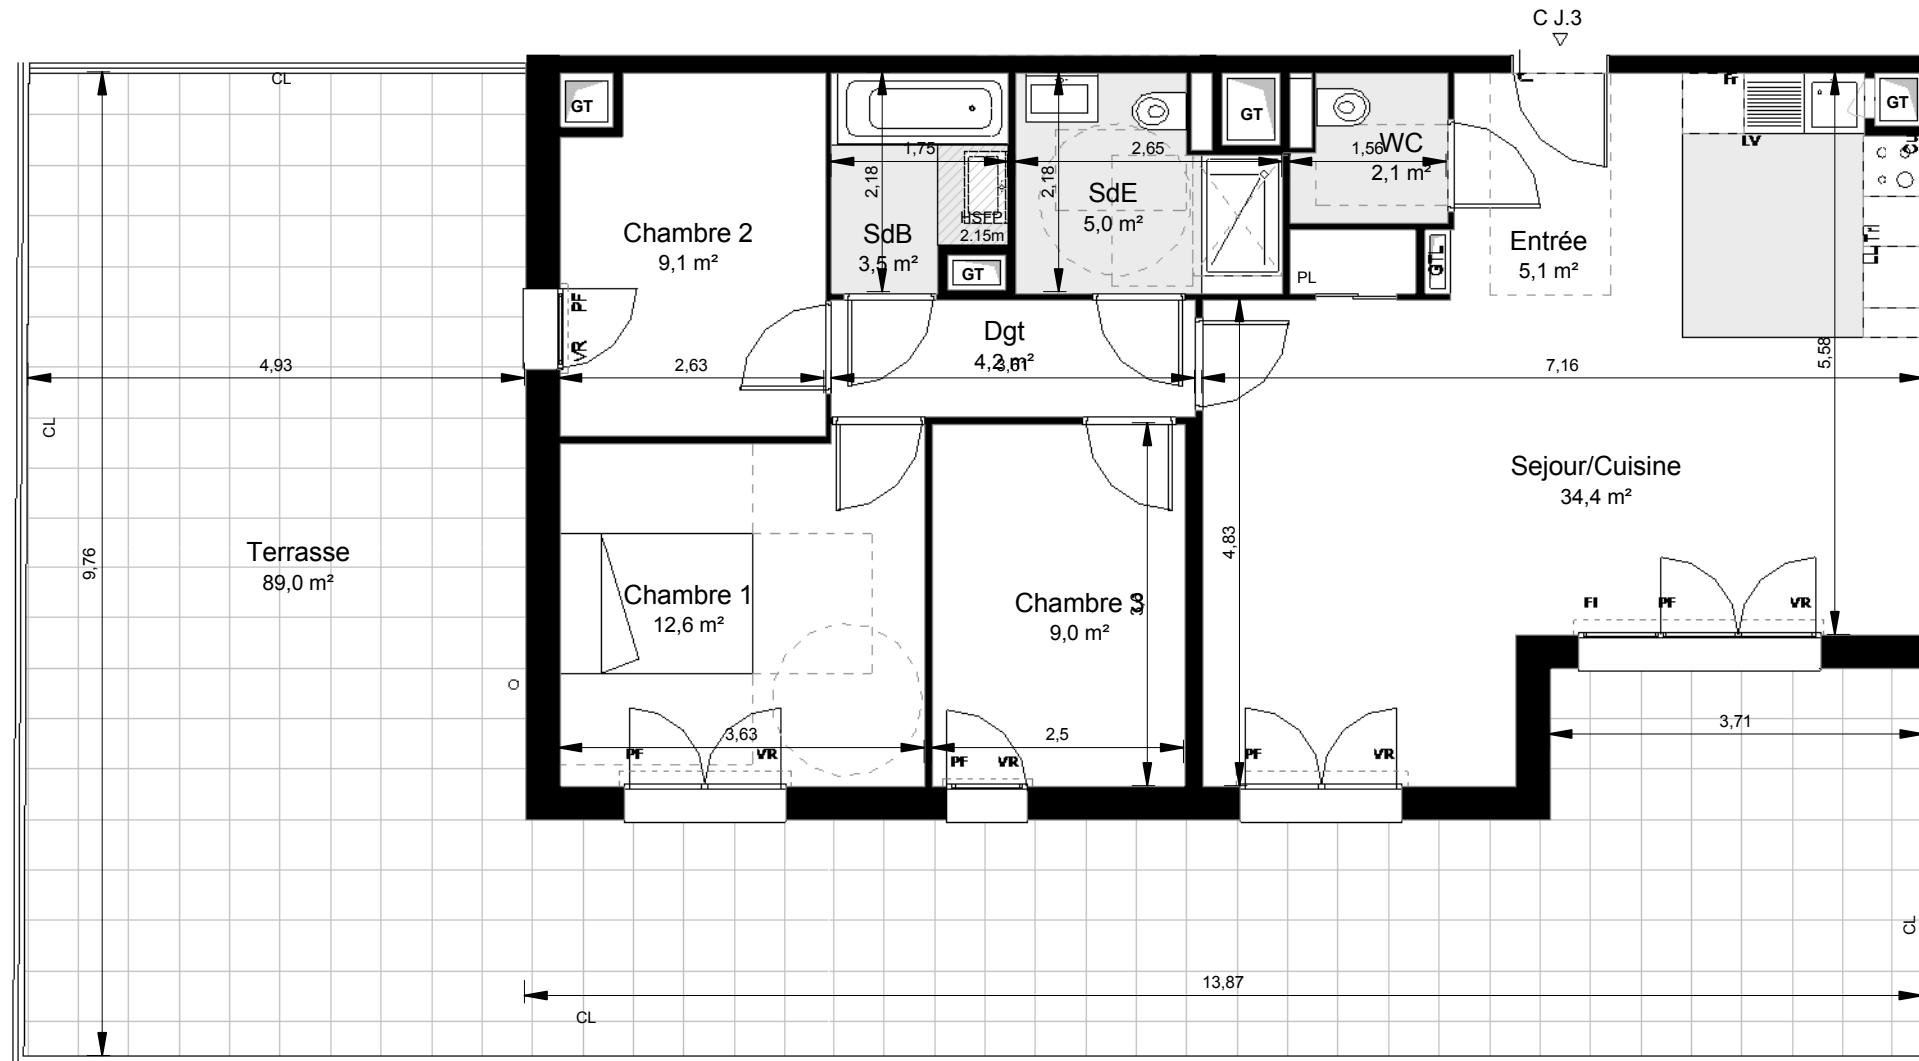 C J.3
CL
GT
GT
GT
Fr
LV
1,75
2,18
2,65
2,18
1,56
WC
2,1 m²
SdE
5,0 m²
HSFP
2.15m
SdB
3,5 m²
GT
Chambre 2
9,1 m²
Entrée
5,1 m²
GTL
PL
PF
VR
Dgt
4,2 m²
4,93
2,63
7,16
5,58
CL
Sejour/Cuisine
34,4 m²
4,83
9,76
Terrasse
89,0 m²
Chambre 1
12,6 m²
Chambre 3
9,0 m²
3,6
FI
PF
VR
3,63
2,5
3,71
PF
VR
PF
VR
PF
VR
CL
13,87
CL